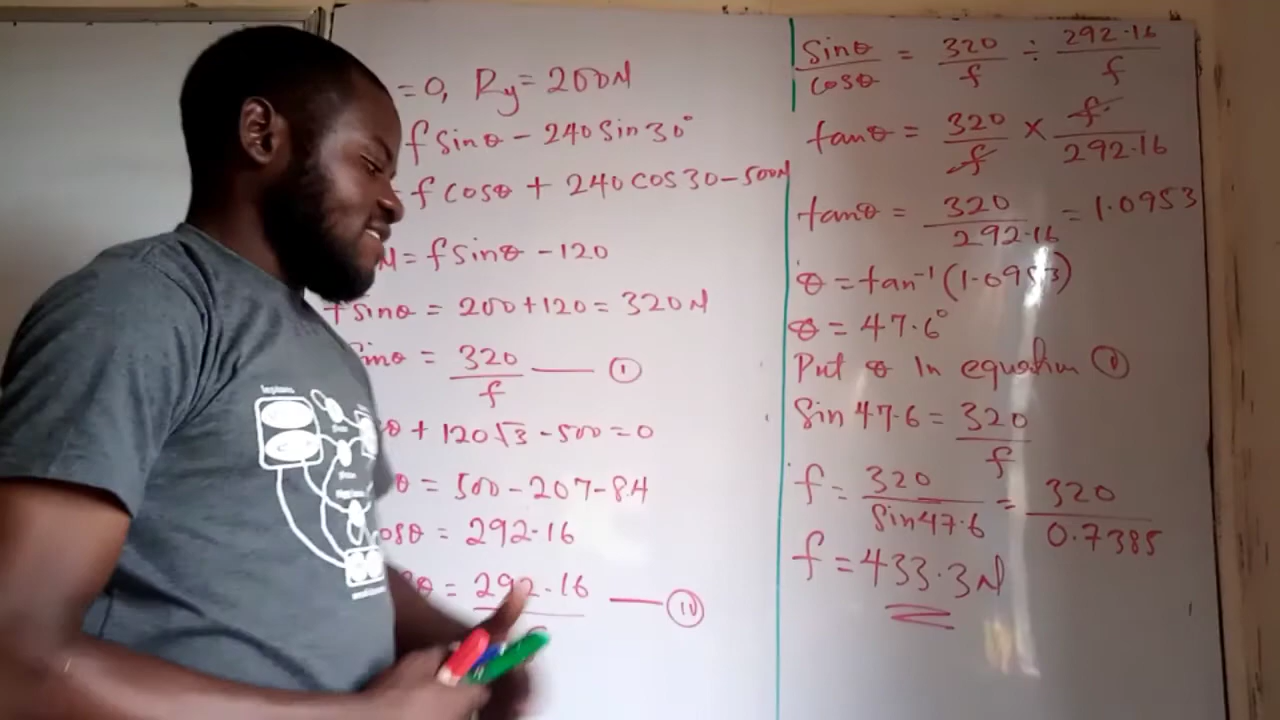 = 0, Ry = 200N
f sinθ - 240 sin 30°
f cosθ + 240 cos 30 - 500N
N = f sinθ - 120
f sinθ = 200 + 120 = 320N
sinθ = 320/f —— ①
θ + 120√3 - 500 = 0
θ = 500 - 207-84
cosθ = 292.16
θ = 292.16 —— ⑪
sinθ/cosθ = 320/f ÷ 292.16/f
tanθ = 320/f × f/292.16
tanθ = 320/292.16 = 1.0953
θ = tan⁻¹(1.0953)
θ = 47.6°
Put θ In equation ①
Sin 47.6 = 320/f
f = 320/Sin47.6 = 320/0.7385
f = 433.3N